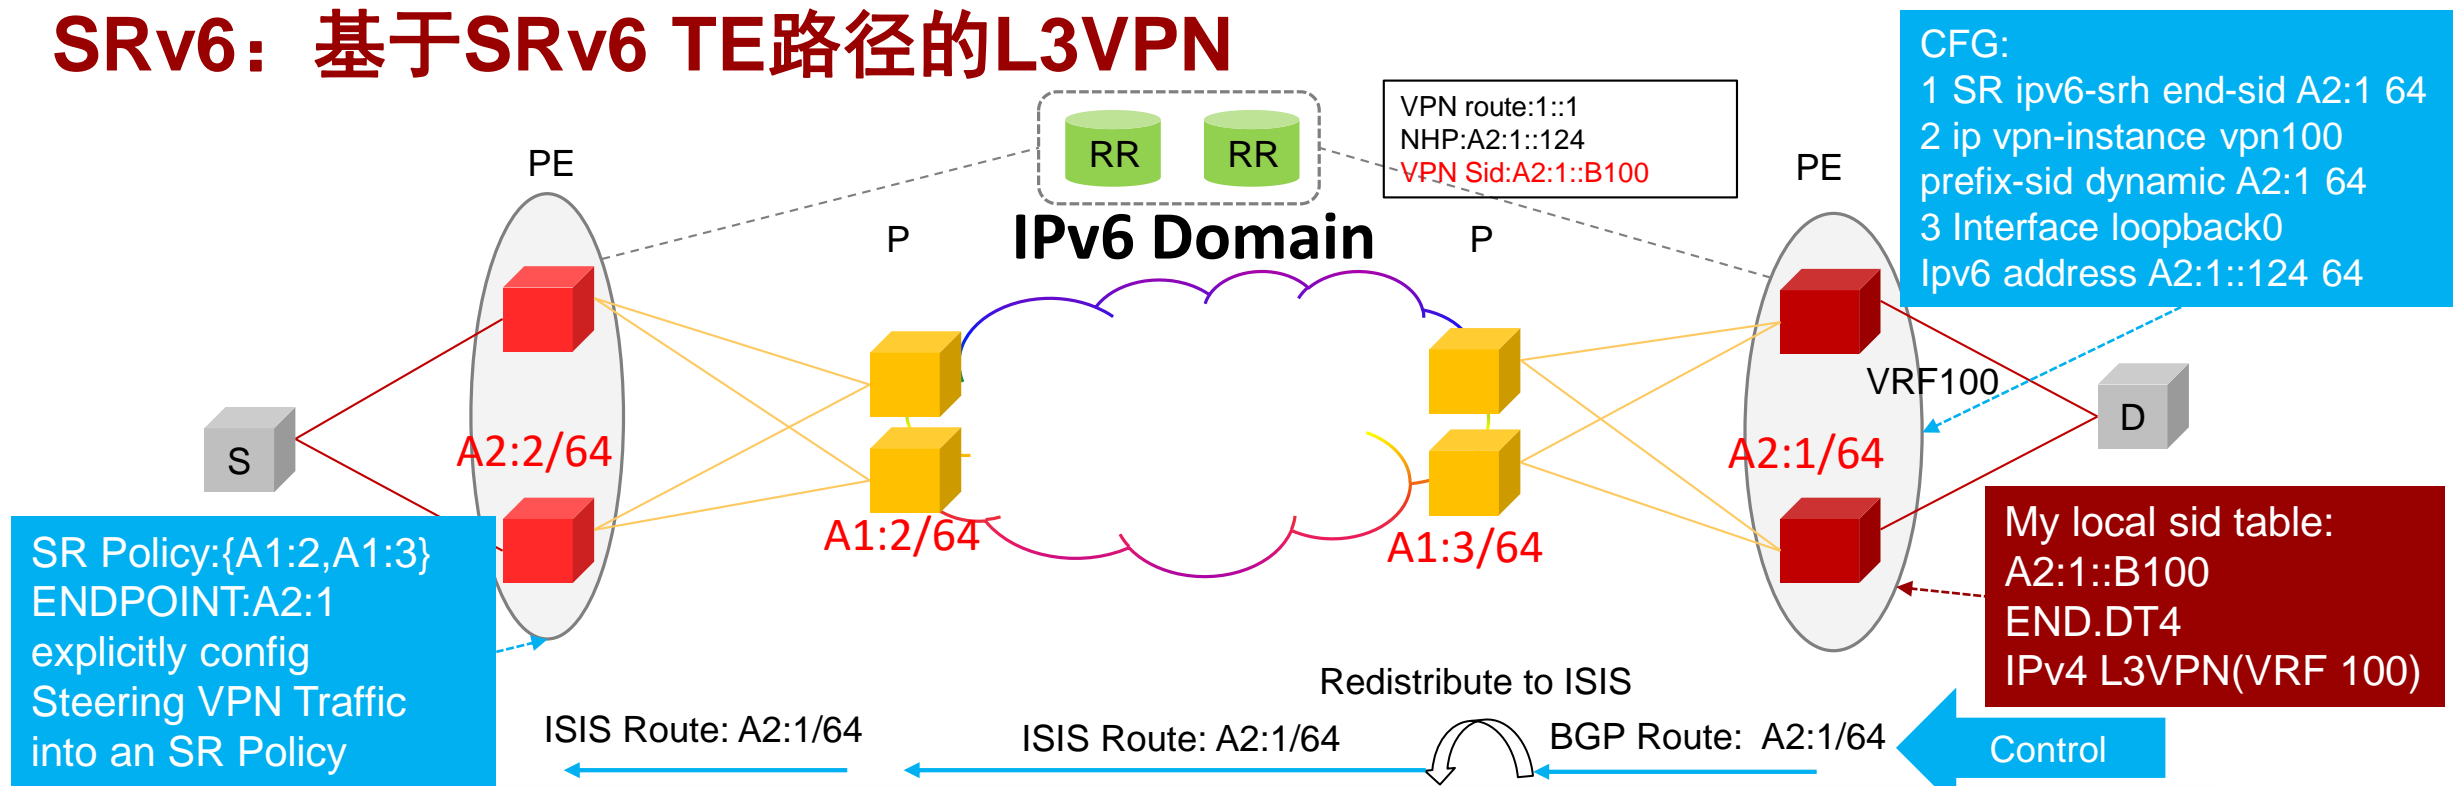 SRv6：基于SRv6 TE路径的L3VPN
CFG:
1 SR ipv6-srh end-sid A2:1 64
2 ip vpn-instance vpn100
prefix-sid dynamic A2:1 64
3 Interface loopback0
Ipv6 address A2:1::124 64
VPN route:1::1
NHP:A2:1::124
VPN Sid:A2:1::B100
RR
RR
PE
PE
P
IPv6 Domain
P
VRF100
S
D
A2:2/64
A2:1/64
A1:2/64
A1:3/64
SR Policy:{A1:2,A1:3}
ENDPOINT:A2:1
explicitly config
Steering VPN Traffic
into an SR Policy
My local sid table:
A2:1::B100
END.DT4
IPv4 L3VPN(VRF 100)
Redistribute to ISIS
ISIS Route: A2:1/64
ISIS Route: A2:1/64
BGP Route: A2:1/64
Control